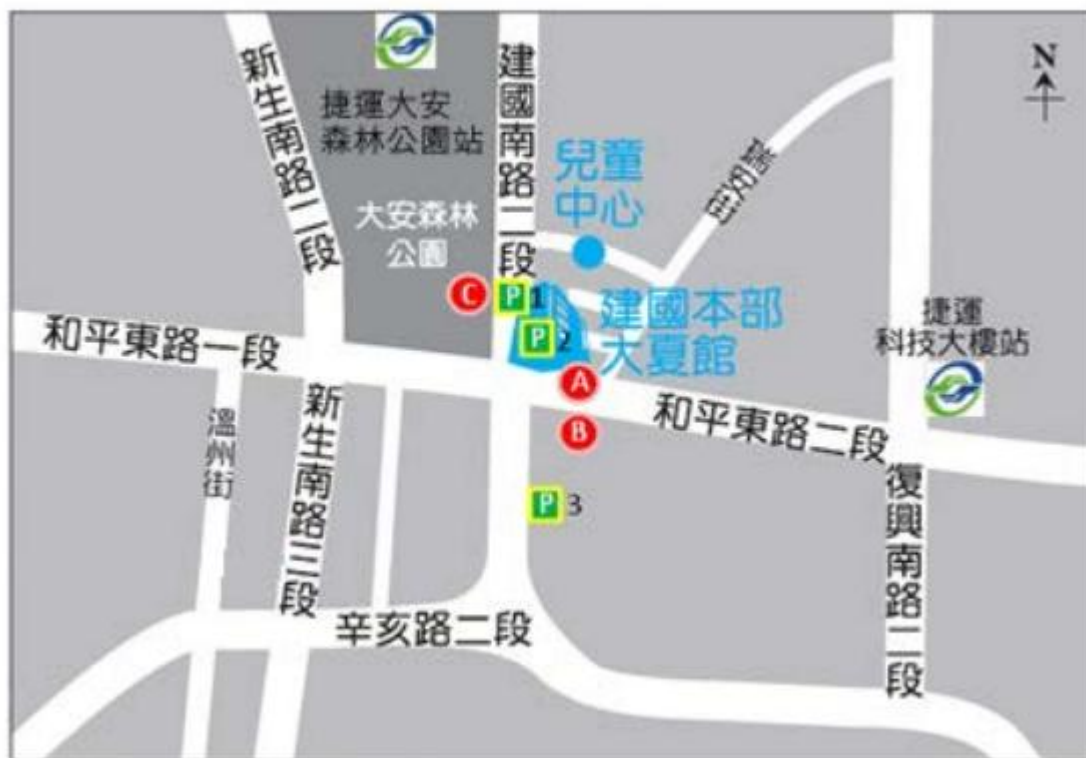 N
新生南路二段
捷運大安
森林公園站
建國南路二段
兒童
中心
瑞安街
大安森林
公園
C
P 1
P 2
建國本部
大夏館
捷運
科技大樓站
和平東路一段
A
B
和平東路二段
溫州街
新生南路三段
P 3
復興南路二段
辛亥路二段